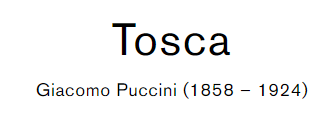 Tosca
Giacomo Puccini (1858 – 1924)